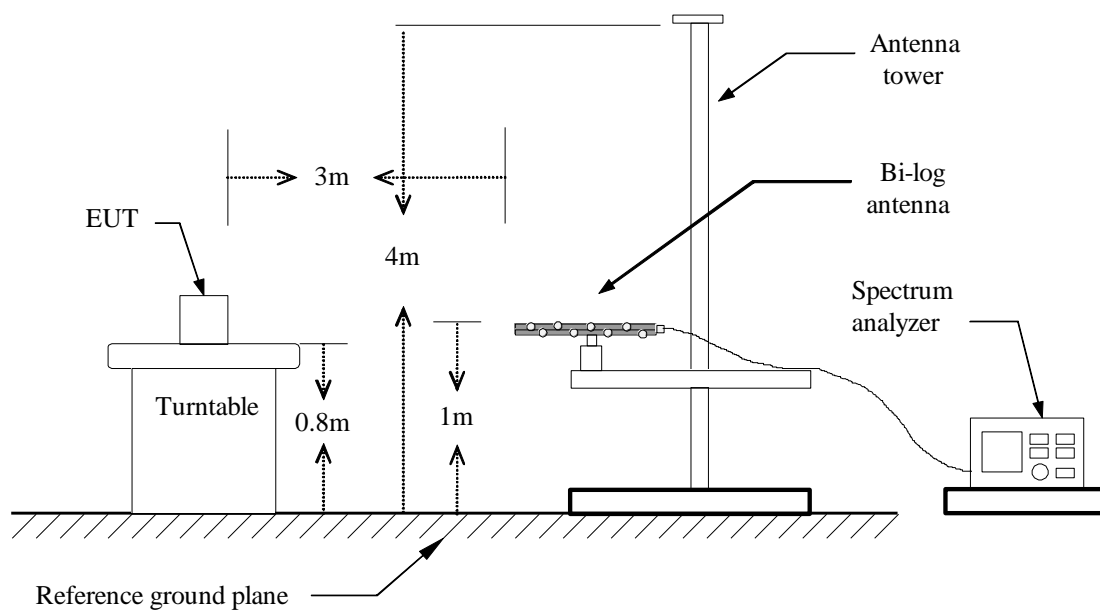 Antenna
tower
3m
Bi-log
antenna
EUT
4m
Spectrum
analyzer
Turntable
0.8m
1m
Reference ground plane